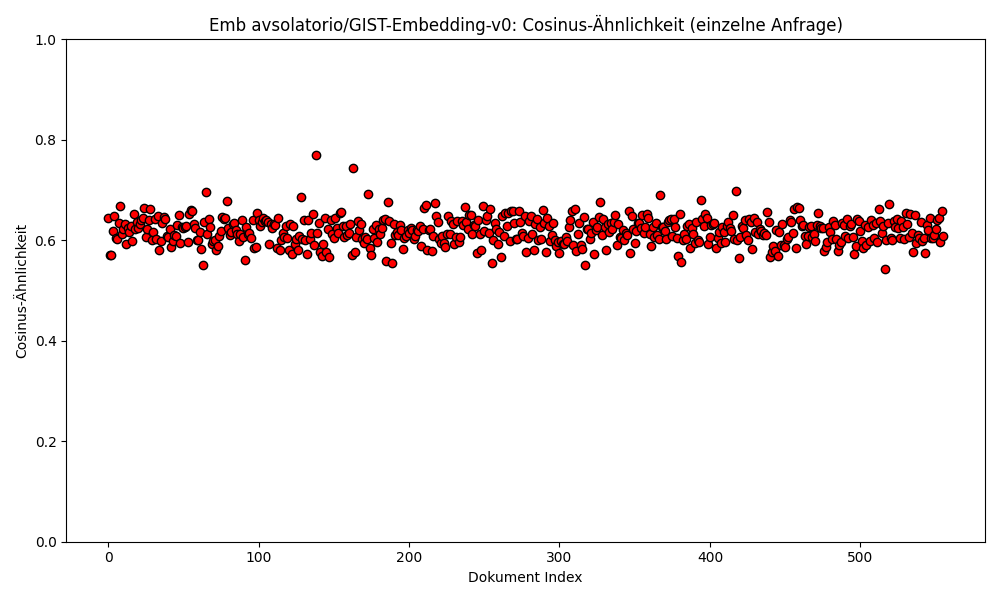 Emb avsolatorio/GIST-Embedding-v0: Cosinus-Ähnlichkeit (einzelne Anfrage)
1.0
0.8
0.6
0.4
0.2
0.0
Cosinus-Ähnlichkeit
0 100 200 300 400 500
Dokument Index